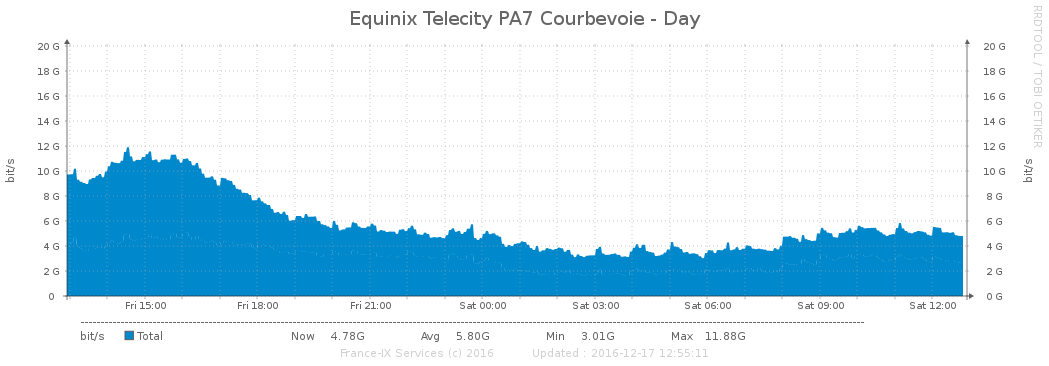 Equinix Telecity PA7 Courbevoie - Day
RRDTOOL / TOBI OETIKER
bit/s
20 G 20 G
18 G 18 G
16 G 16 G
14 G 14 G
12 G 12 G
10 G 10 G
8 G 8 G
6 G 6 G
4 G 4 G
2 G 2 G
0 0 G
bit/s
Fri 15:00 Fri 18:00 Fri 21:00 Sat 00:00 Sat 03:00 Sat 06:00 Sat 09:00 Sat 12:00
bit/s Total Now 4.78G Avg 5.80G Min 3.01G Max 11.88G
France-IX Services (c) 2016 Updated : 2016-12-17 12:55:11